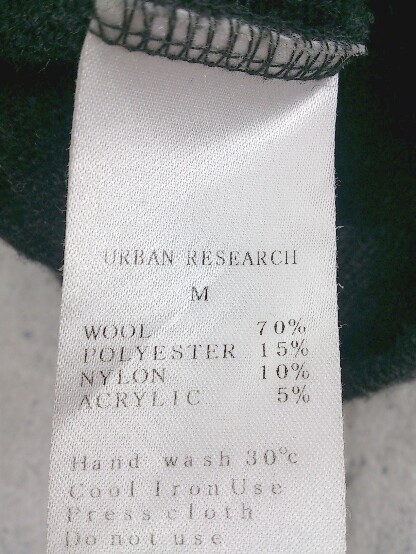 URBAN RESEARCH
M
WOOL 70%
POLYESTER 15%
NYLON 10%
ACRYLIC 5%
Hand wash 30°c
Cool Iron Use
Press cloth
Do not use